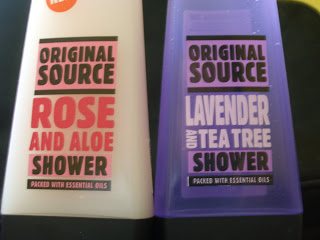 ORIGINAL
SOURCE
ROSE
AND ALOE
SHOWER
PACKED WITH ESSENTIAL OILS
ORIGINAL
SOURCE
LAVENDER
AND TEA TREE
SHOWER
PACKED WITH ESSENTIAL OILS